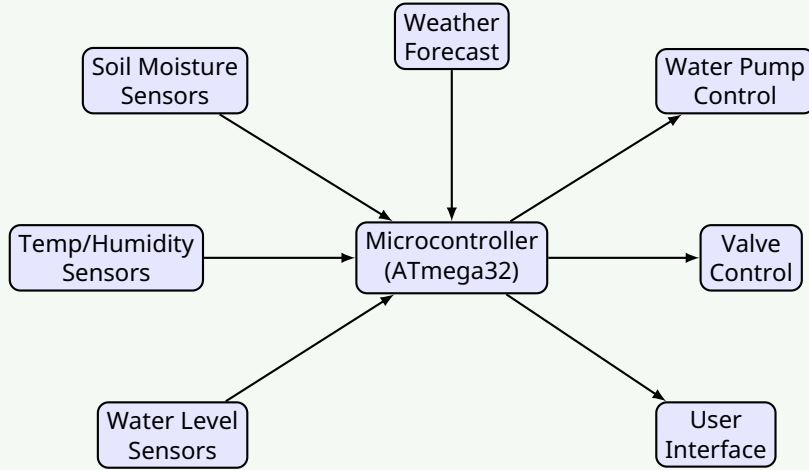 Weather
Forecast
Soil Moisture
Sensors
Water Pump
Control
Temp/Humidity
Sensors
Microcontroller
(ATmega32)
Valve
Control
Water Level
Sensors
User
Interface